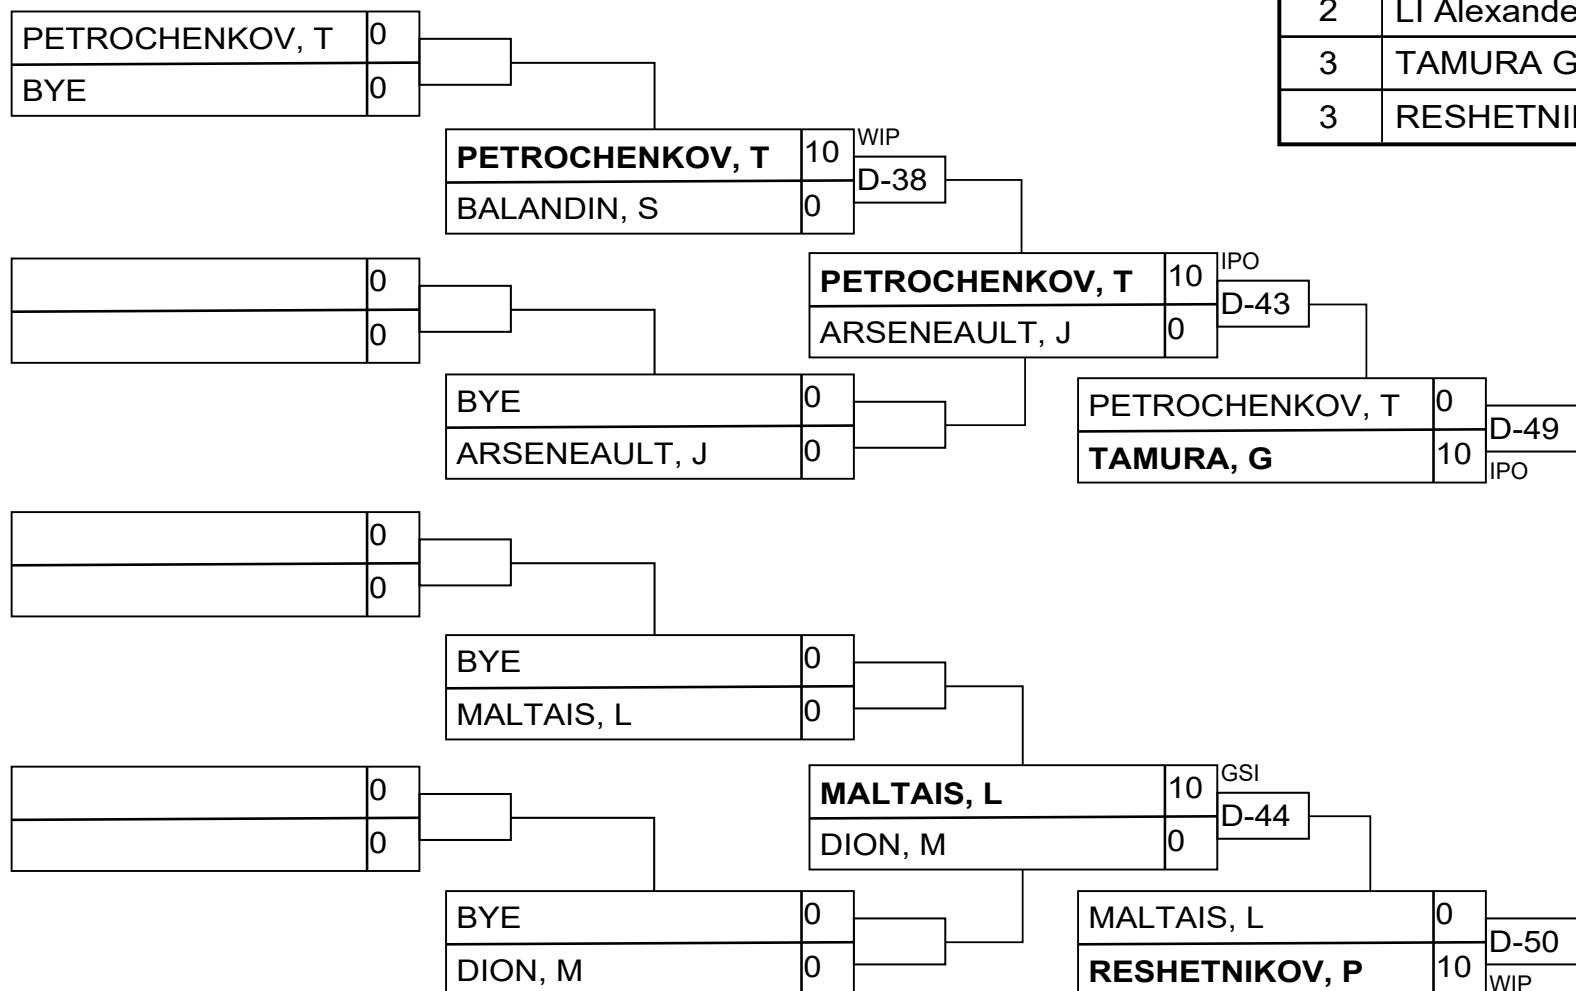 2 LI Alexande
3 TAMURA G
3 RESHETNI
PETROCHENKOV, T 0
BYE 0
PETROCHENKOV, T 10 WIP
D-38
BALANDIN, S 0
0
0
PETROCHENKOV, T 10 IPO
D-43
ARSENEAULT, J 0
BYE 0
ARSENEAULT, J 0
PETROCHENKOV, T 0
D-49
TAMURA, G 10 IPO
0
0
BYE 0
MALTAIS, L 0
0
0
MALTAIS, L 10 GSI
D-44
DION, M 0
BYE 0
DION, M 0
MALTAIS, L 0
D-50
RESHETNIKOV, P 10 WIP